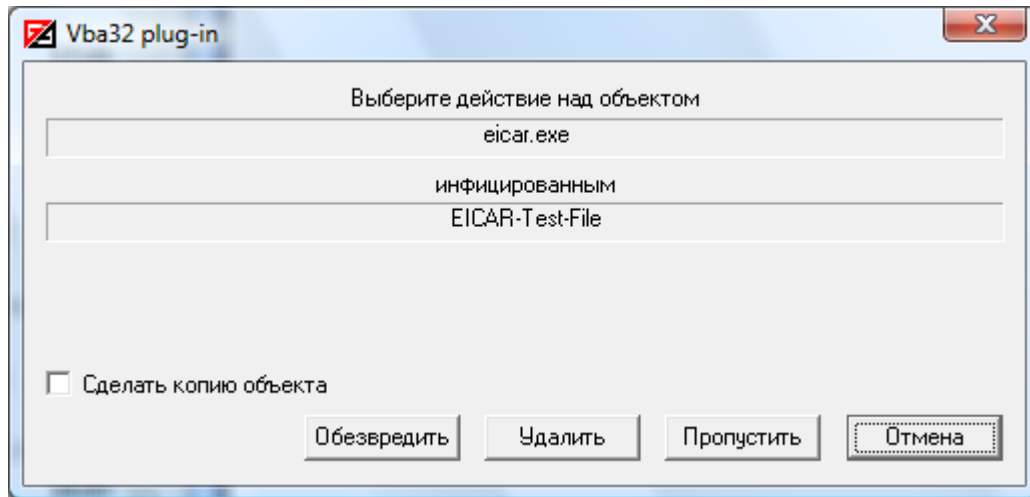 Vba32 plug-in
Выберите действие над объектом
eicar.exe
инфицированным
EICAR-Test-File
Сделать копию объекта
Обезвредить Удалить Пропустить Отмена